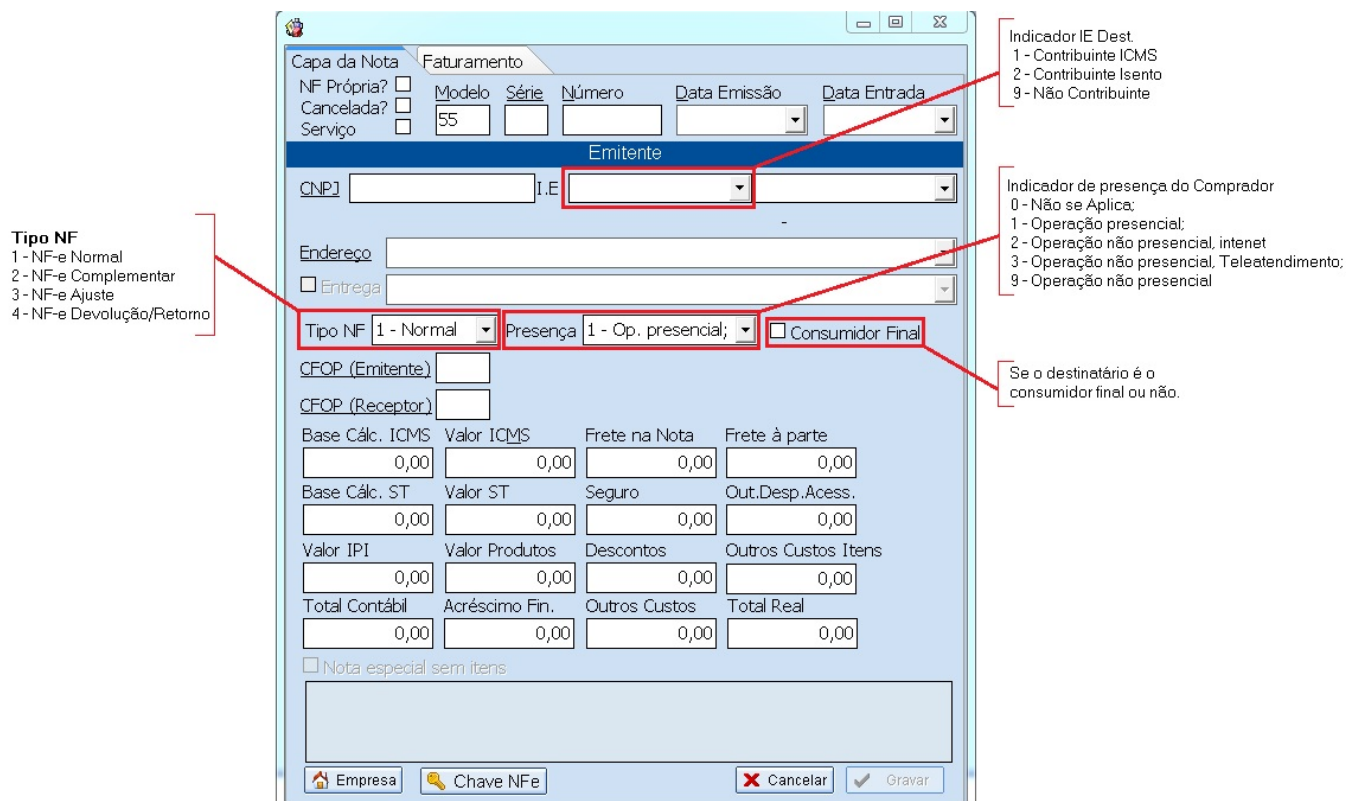 Capa da Nota
Faturamento
NF Própria?
Cancelada?
Serviço
Modelo
Série
Número
Data Emissão
Data Entrada
55
Emitente
CNPJ
I.E
-
Endereço
Entrega
Tipo NF
1 - Normal
Presença
1 - Op. presencial;
Consumidor Final
CFOP (Emitente)
CFOP (Receptor)
Base Cálc. ICMS
Valor ICMS
Frete na Nota
Frete à parte
0,00
0,00
0,00
0,00
Base Cálc. ST
Valor ST
Seguro
Out.Desp.Acess.
0,00
0,00
0,00
0,00
Valor IPI
Valor Produtos
Descontos
Outros Custos Itens
0,00
0,00
0,00
0,00
Total Contábil
Acréscimo Fin.
Outros Custos
Total Real
0,00
0,00
0,00
0,00
Nota especial sem itens
Empresa
Chave NFe
Cancelar
Gravar
Tipo NF
1 - NF-e Normal
2 - NF-e Complementar
3 - NF-e Ajuste
4 - NF-e Devolução/Retorno
Indicador IE Dest.
1 - Contribuinte ICMS
2 - Contribuinte Isento
9 - Não Contribuinte
Indicador de presença do Comprador
0 - Não se Aplica;
1 - Operação presencial;
2 - Operação não presencial, intenet
3 - Operação não presencial, Teleatendimento;
9 - Operação não presencial
Se o destinatário é o
consumidor final ou não.